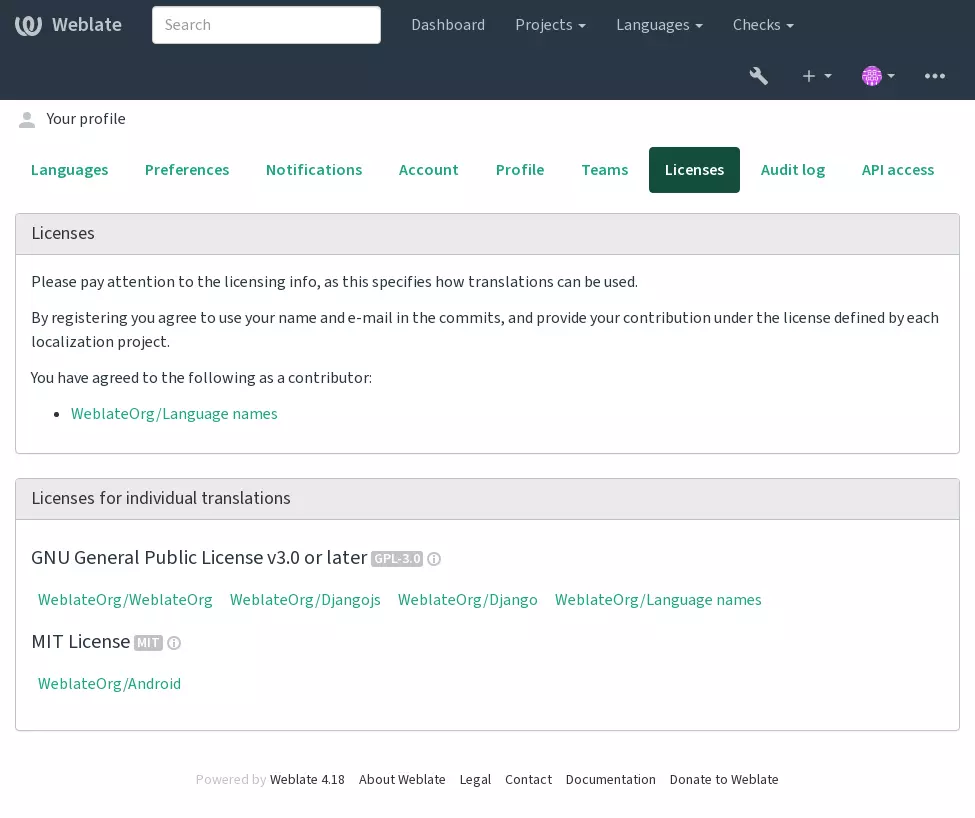 Weblate
Search
Dashboard
Projects
Languages
Checks
Your profile
Languages
Preferences
Notifications
Account
Profile
Teams
Licenses
Audit log
API access
Licenses
Please pay attention to the licensing info, as this specifies how translations can be used.
By registering you agree to use your name and e-mail in the commits, and provide your contribution under the license defined by each
localization project.
You have agreed to the following as a contributor:
WeblateOrg/Language names
Licenses for individual translations
GNU General Public License v3.0 or later GPL-3.0
WeblateOrg/WeblateOrg WeblateOrg/Djangojs WeblateOrg/Django WeblateOrg/Language names
MIT License MIT
WeblateOrg/Android
Powered by Weblate 4.18 About Weblate Legal Contact Documentation Donate to Weblate